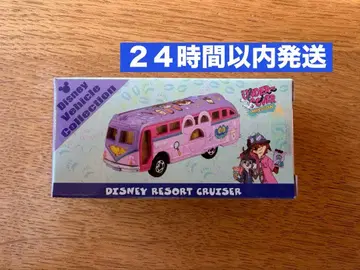 ２４時間以内発送
Disney
Vehicle
Collection
DISNEY RESORT CRUISER